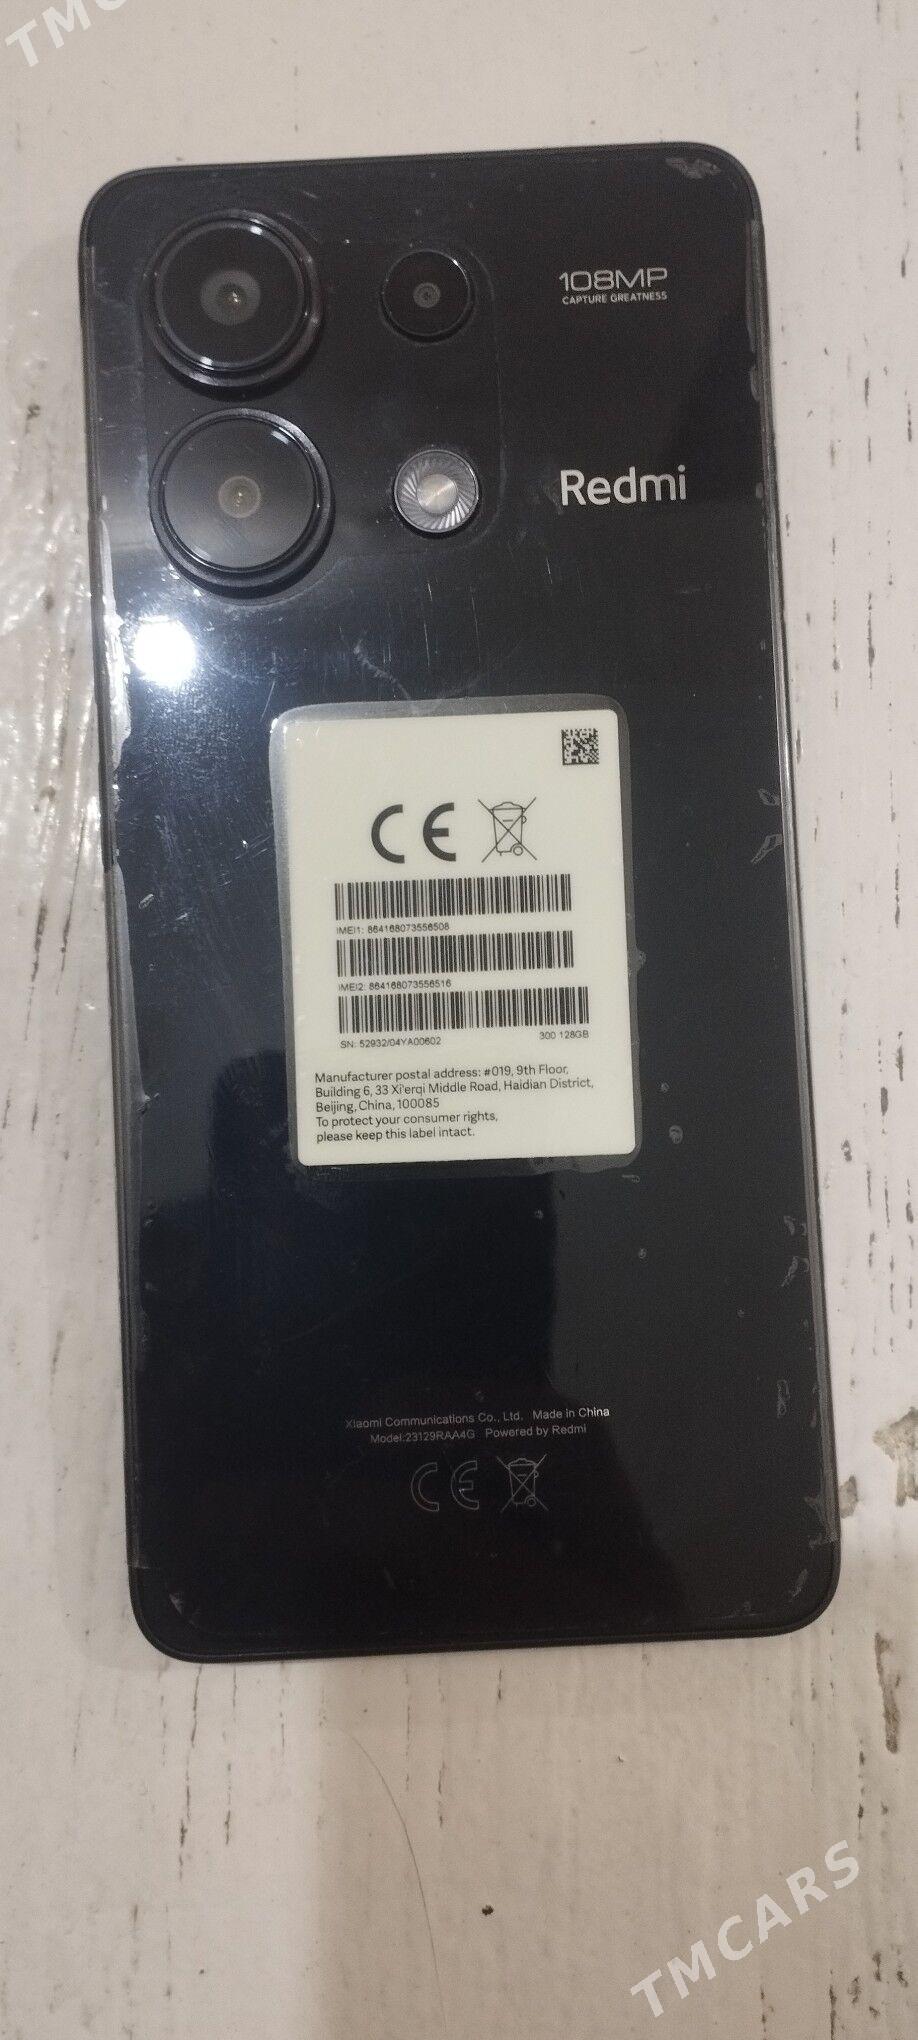 TMC
108MP
CAPTURE GREATNESS
Redmi
CE
IMEI1: 864168073556508
IMEI2: 864168073556516
SN: 52932/04YA00602 300 128GB
Manufacturer postal address: #019, 9th Floor,
Building 6, 33 Xi'erqi Middle Road, Haidian District,
Beijing, China, 100085
To protect your consumer rights,
please keep this label intact.
Xiaomi Communications Co., Ltd. Made in China
Model:23129RAA4G Powered by Redmi
CE
TMCARS